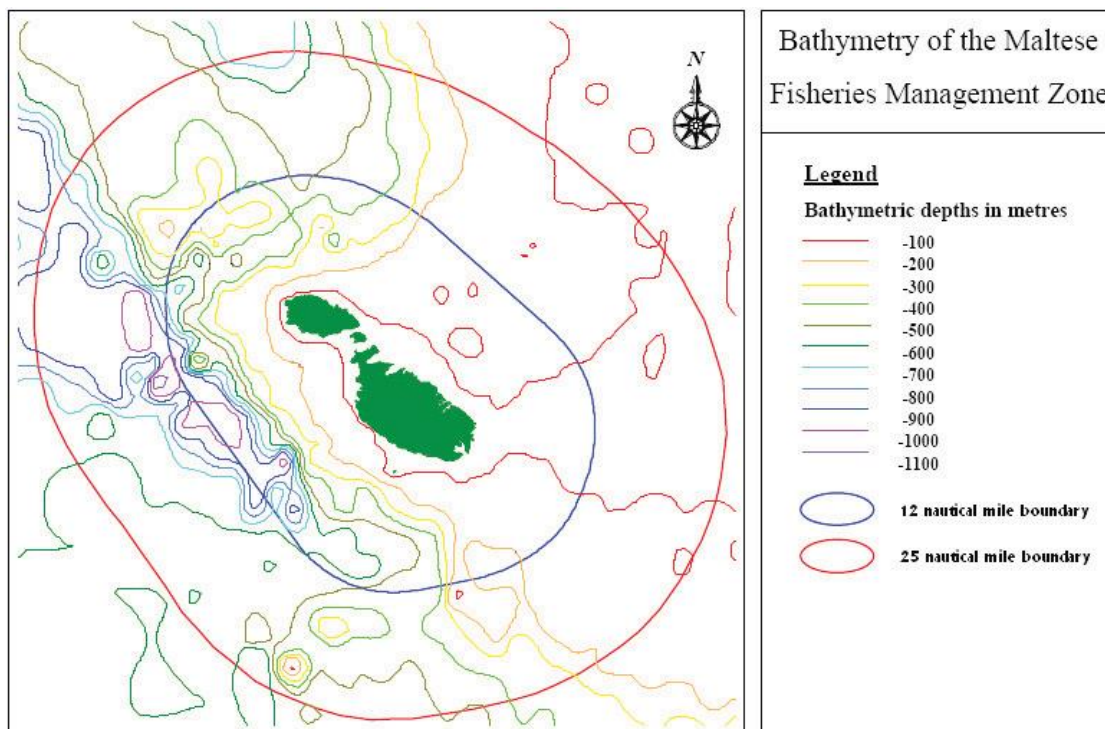 N
Bathymetry of the Maltese
Fisheries Management Zone
Legend
Bathymetric depths in metres
-100
-200
-300
-400
-500
-600
-700
-800
-900
-1000
-1100
12 nautical mile boundary
25 nautical mile boundary